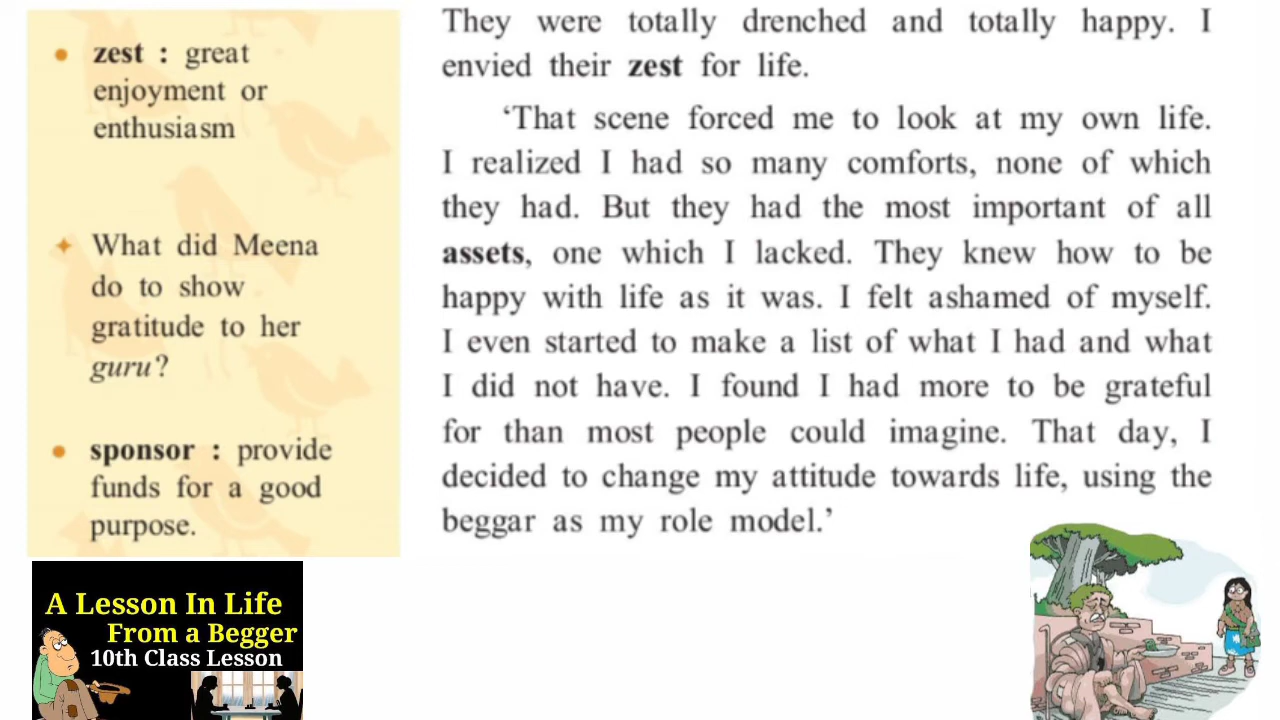 zest : great
enjoyment or
enthusiasm
What did Meena
do to show
gratitude to her
guru?
sponsor : provide
funds for a good
purpose.
They were totally drenched and totally happy. I
envied their zest for life.
‘That scene forced me to look at my own life.
I realized I had so many comforts, none of which
they had. But they had the most important of all
assets, one which I lacked. They knew how to be
happy with life as it was. I felt ashamed of myself.
I even started to make a list of what I had and what
I did not have. I found I had more to be grateful
for than most people could imagine. That day, I
decided to change my attitude towards life, using the
beggar as my role model.’
A Lesson In Life
From a Begger
10th Class Lesson